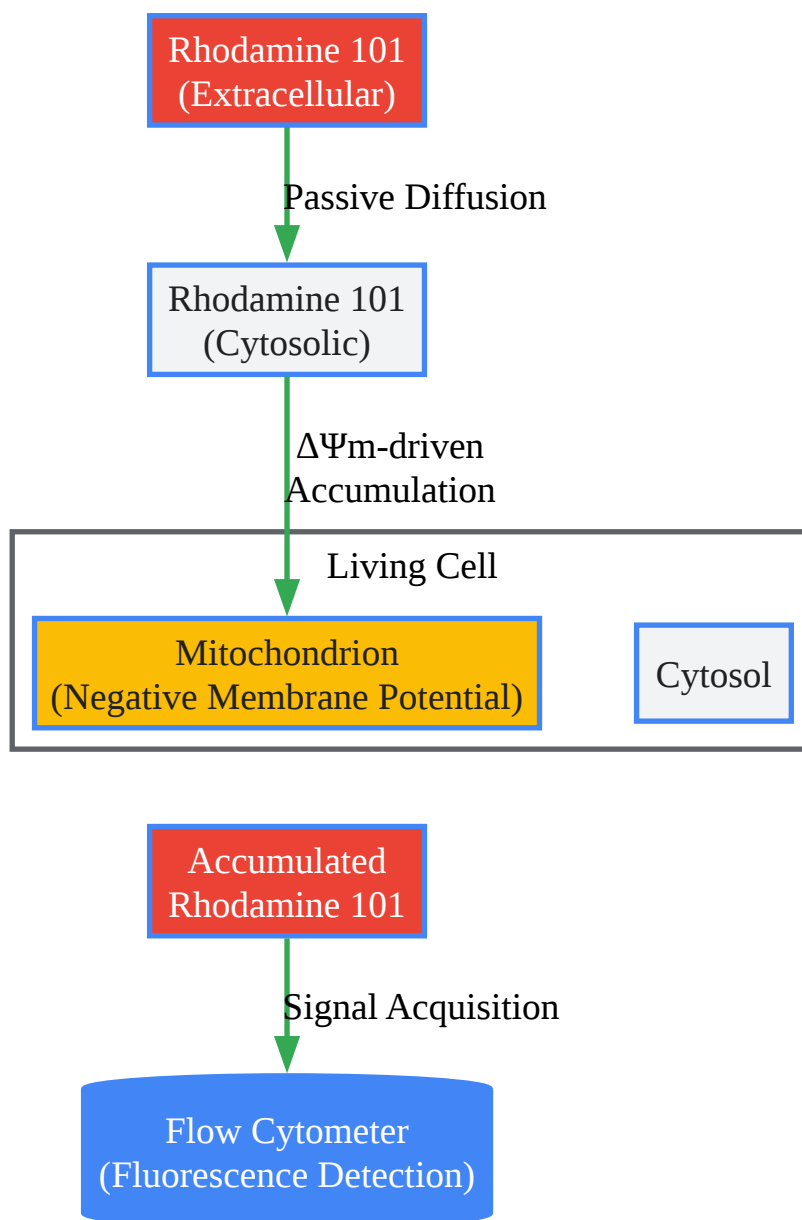 Rhodamine 101
(Extracellular)
Passive Diffusion
Rhodamine 101
(Cytosolic)
ΔΨm-driven
Accumulation
Living Cell
Mitochondrion
(Negative Membrane Potential)
Cytosol
Accumulated
Rhodamine 101
Signal Acquisition
Flow Cytometer
(Fluorescence Detection)